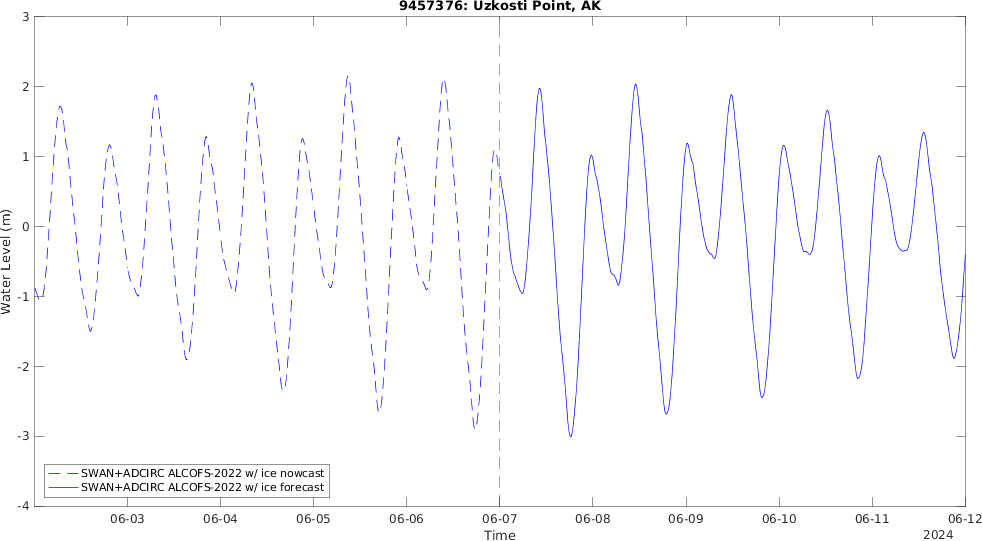 9457376: Uzkosti Point, AK
Water Level (m)
3
2
1
0
-1
-2
-3
-4
SWAN+ADCIRC ALCOFS-2022 w/ ice nowcast
SWAN+ADCIRC ALCOFS-2022 w/ ice forecast
06-03 06-04 06-05 06-06 06-07 06-08 06-09 06-10 06-11 06-12
Time
2024